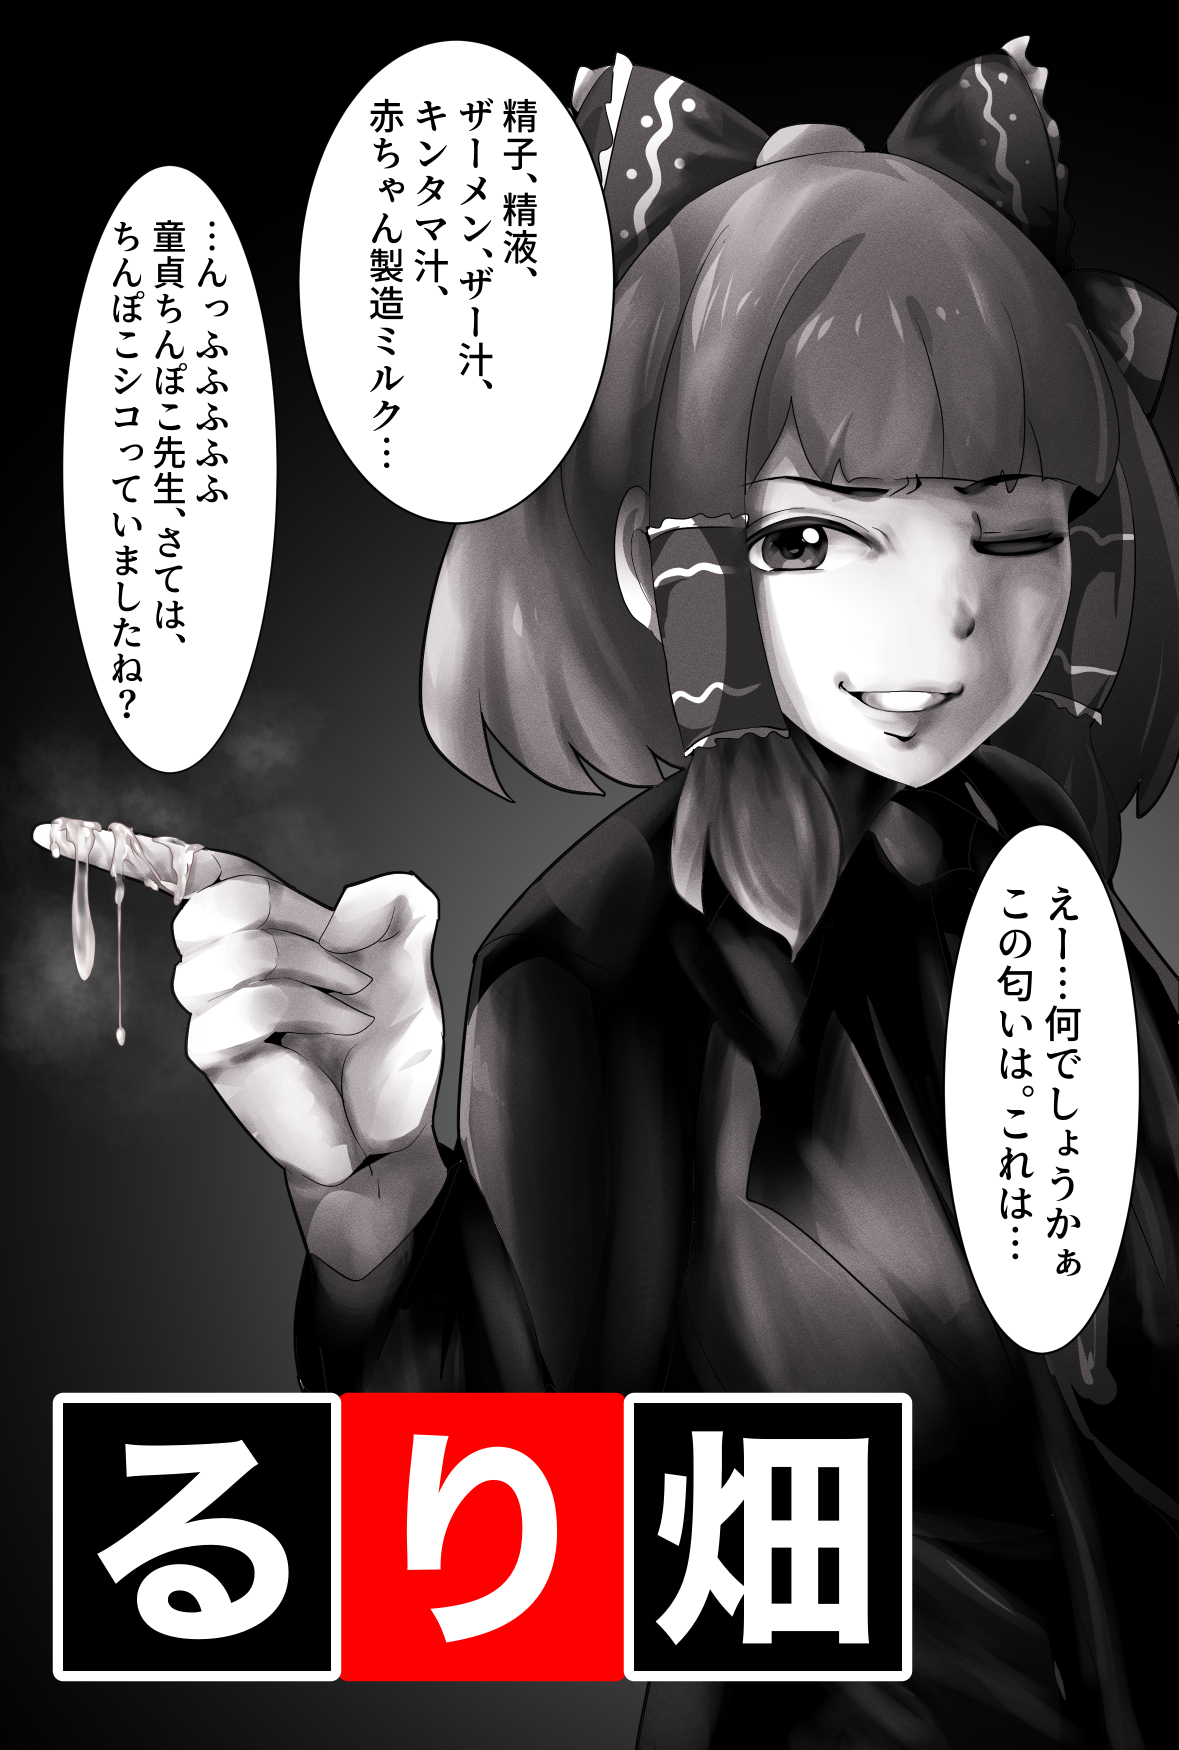 えー…何でしょうかぁ
この匂いは。これは…
精子、精液、
ザーメン、ザー汁、
キンタマ汁、
赤ちゃん製造ミルク…
…んっふふふふふ
童貞ちんぽこ先生、さては、
ちんぽこシコっていましたね?
るり畑